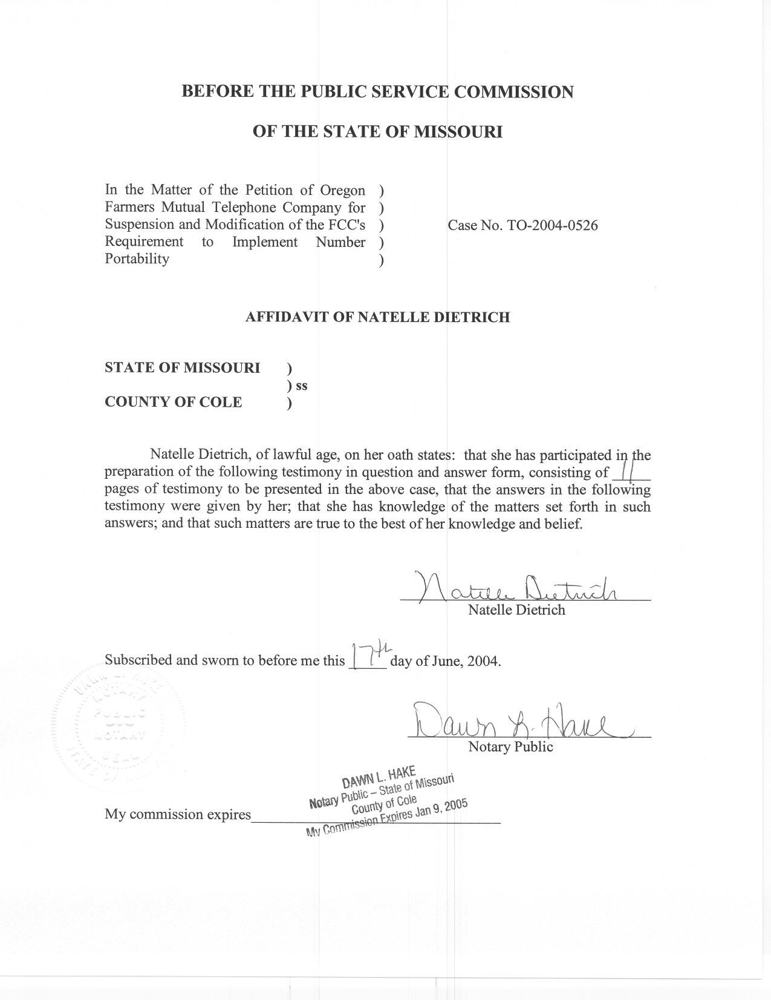 BEFORE THE PUBLIC SERVICE COMMISSION
OF THE STATE OF MISSOURI
In the Matter of the Petition of Oregon )
Farmers Mutual Telephone Company for )
Suspension and Modification of the FCC's ) Case No. TO-2004-0526
Requirement to Implement Number )
Portability )
AFFIDAVIT OF NATELLE DIETRICH
STATE OF MISSOURI )
) ss
COUNTY OF COLE )
Natelle Dietrich, of lawful age, on her oath states: that she has participated in the
preparation of the following testimony in question and answer form, consisting of 11
pages of testimony to be presented in the above case, that the answers in the following
testimony were given by her; that she has knowledge of the matters set forth in such
answers; and that such matters are true to the best of her knowledge and belief.
Natelle Dietrich
Natelle Dietrich
Subscribed and sworn to before me this 17th day of June, 2004.
DAWN L. HAKE
NOTARY
PUBLIC
NOTARY
SEAL
STATE OF
Dawn L. Hake
Notary Public
DAWN L. HAKE
Notary Public – State of Missouri
County of Cole
My Commission Expires Jan 9, 2005
My commission expires